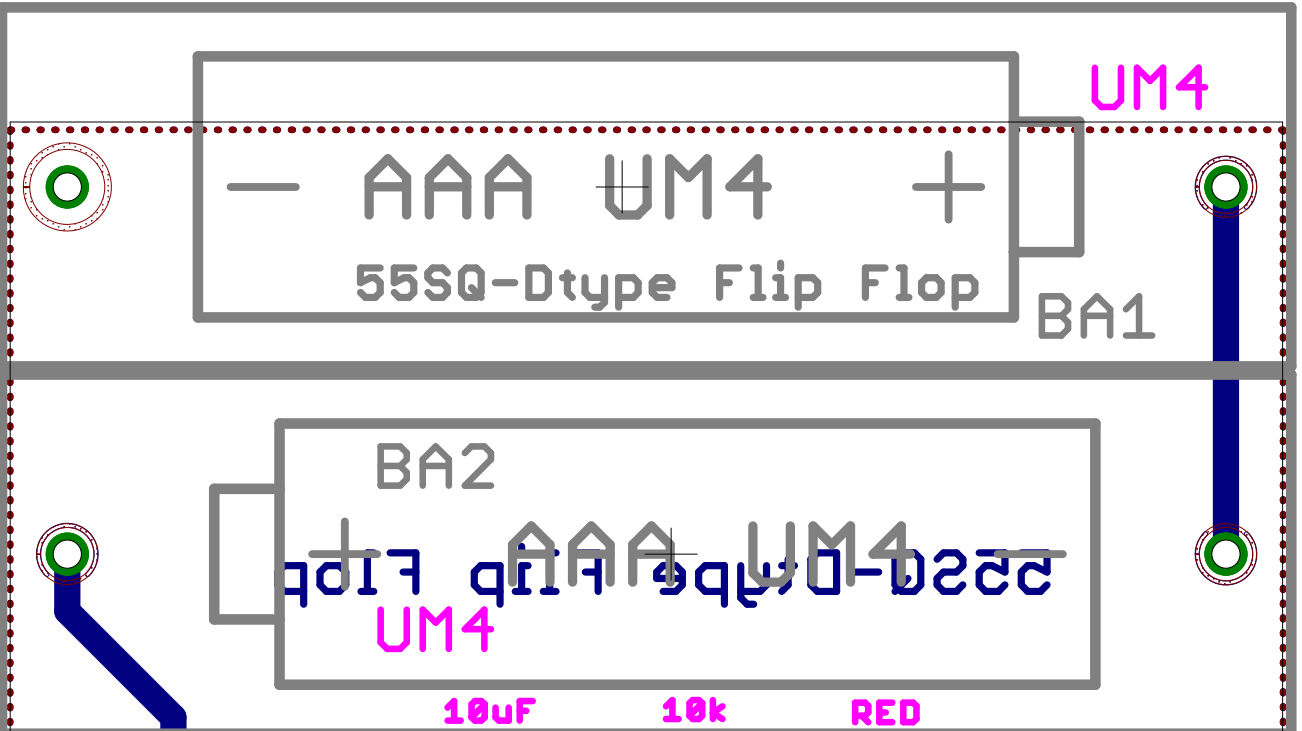 UM4
− AAA UM4 +
55SQ-Dtype Flip Flop
BA1
BA2
+ AAA UM4 −
55SQ-Dtype Flip Flop
UM4
10uF 10k RED